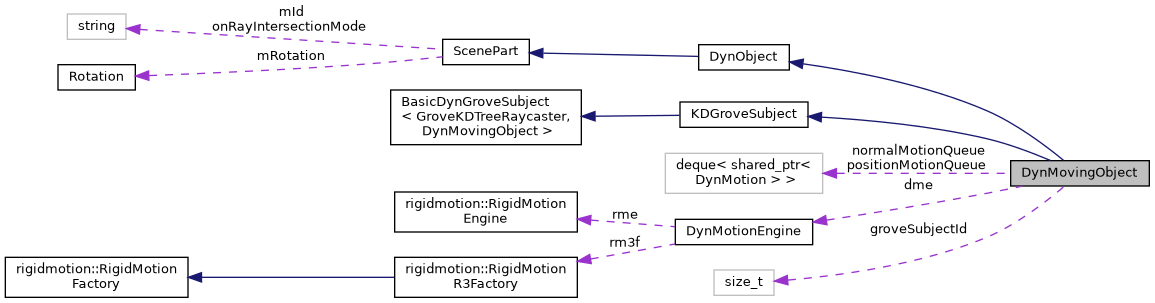 mId
onRayIntersectionMode
string
ScenePart
mRotation
Rotation
DynObject
BasicDynGroveSubject
< GroveKDTreeRaycaster,
DynMovingObject >
KDGroveSubject
normalMotionQueue
positionMotionQueue
deque< shared_ptr<
DynMotion > >
DynMovingObject
dme
rigidmotion::RigidMotion
Engine
rme
DynMotionEngine
groveSubjectId
rm3f
rigidmotion::RigidMotion
Factory
rigidmotion::RigidMotion
R3Factory
size_t